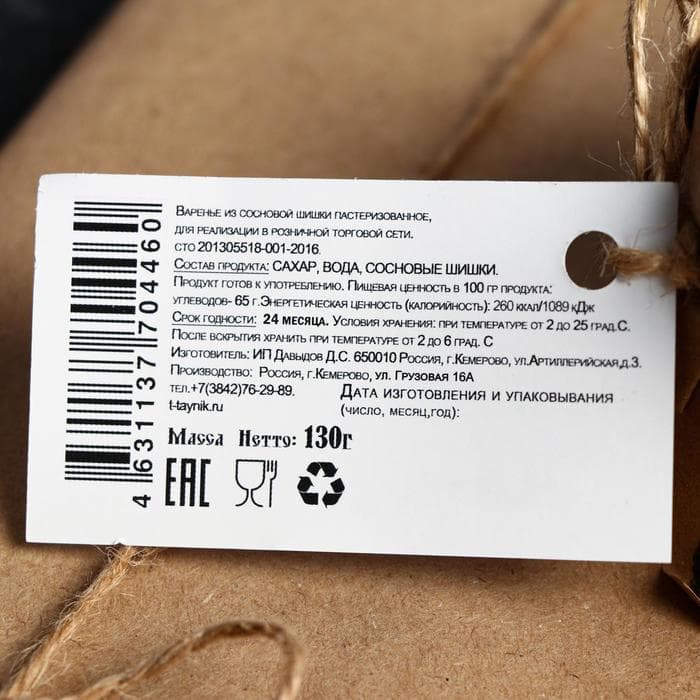 Варенье из сосновой шишки пастеризованное,
для реализации в розничной торговой сети.
сто 201305518-001-2016.
Состав продукта: САХАР, ВОДА, СОСНОВЫЕ ШИШКИ.
Продукт готов к употреблению. Пищевая ценность в 100 гр продукта:
углеводов- 65 г.Энергетическая ценность (калорийность): 260 ккал/1089 кДж
Срок годности: 24 месяца. Условия хранения: при температуре от 2 до 25 град.С.
После вскрытия хранить при температуре от 2 до 6 град. С
Изготовитель: ИП Давыдов Д.С. 650010 Россия, г.Кемерово, ул.Артиллерийская,д.3.
Производство: Россия, г.Кемерово, ул. Грузовая 16А
тел.+7(3842)76-29-89.
t-taynik.ru
Дата изготовления и упаковывания
(число, месяц,год):
Масса Нетто: 130г
EAC
4 631137 704460